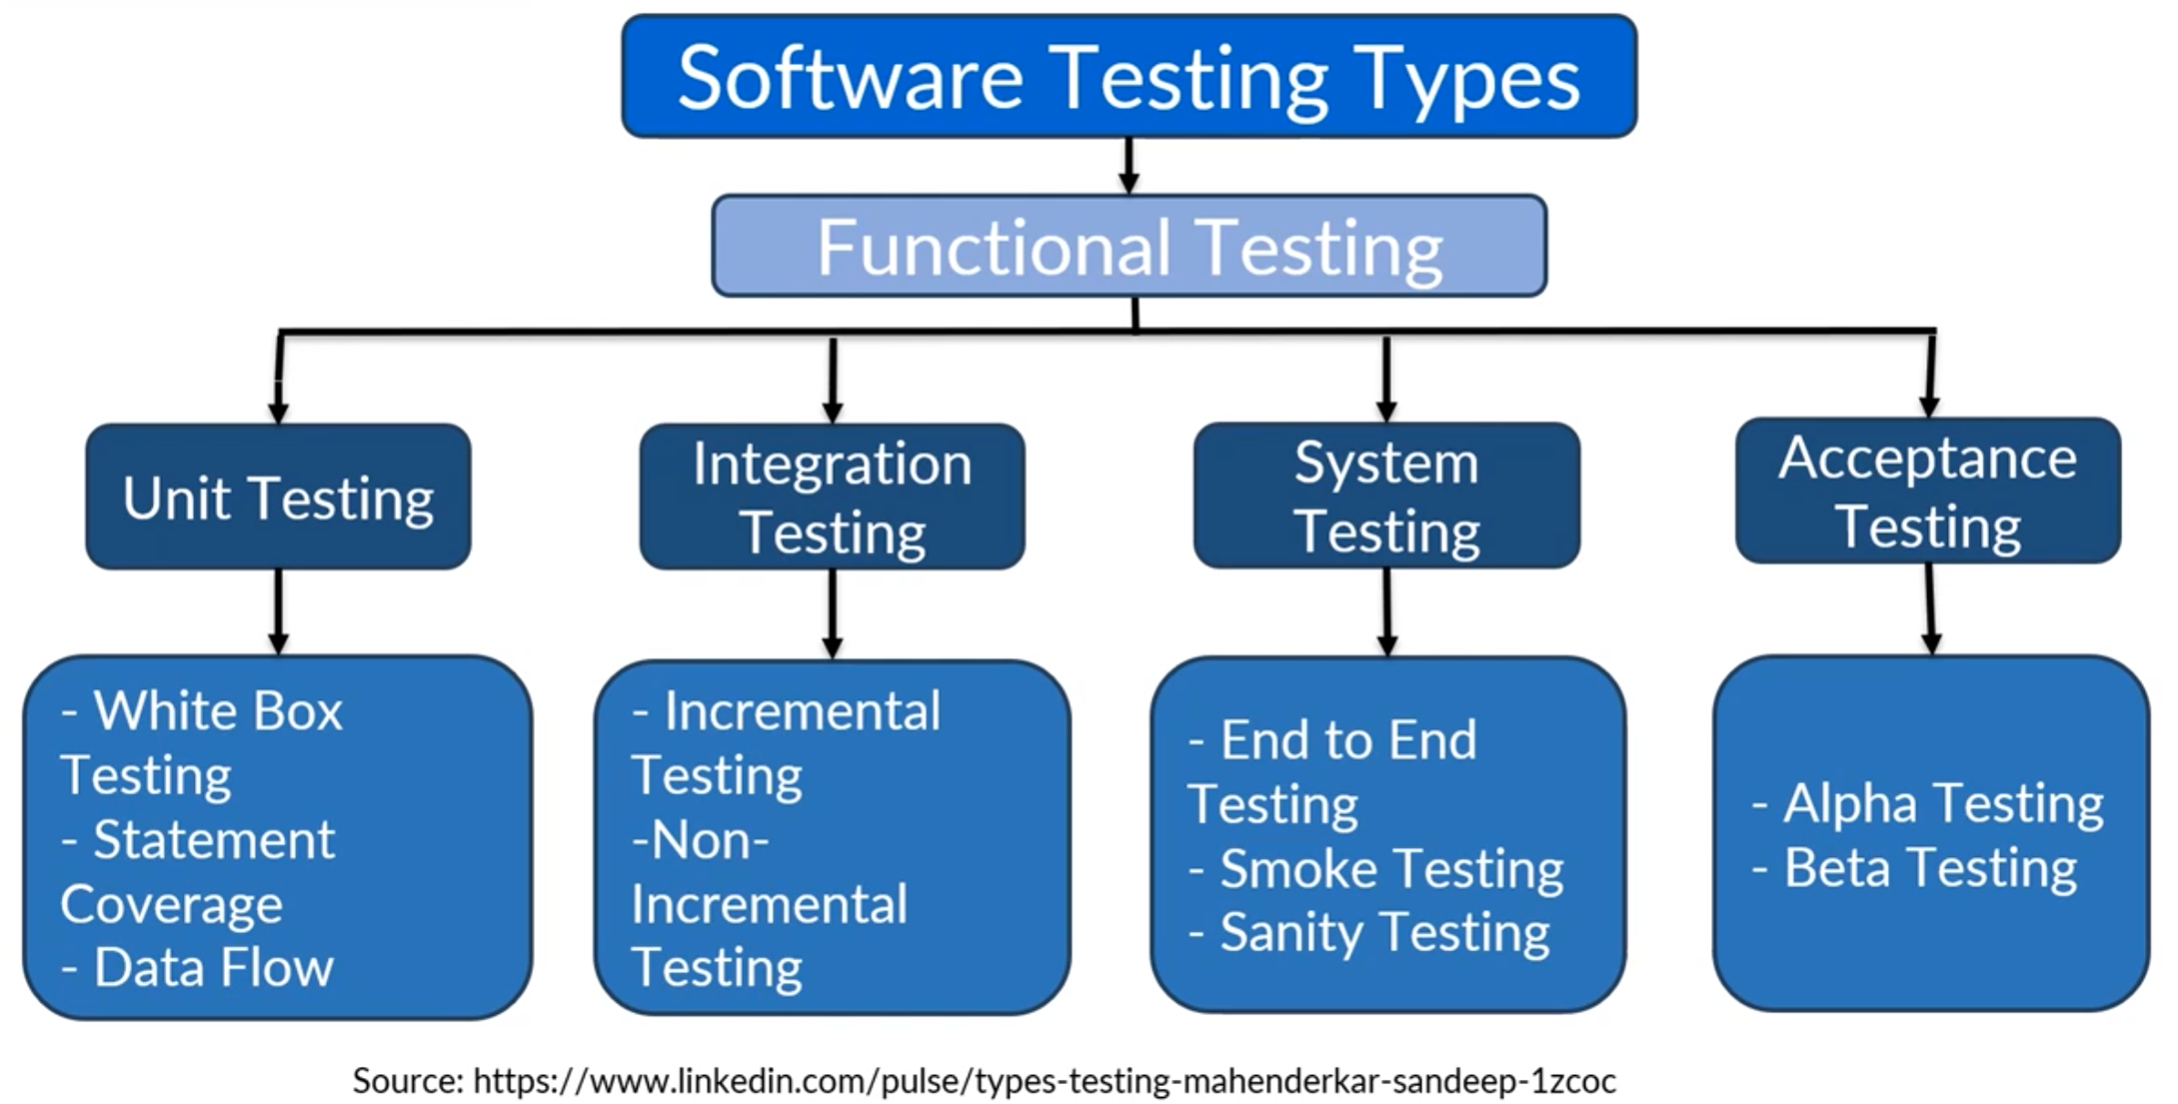 Software Testing Types
Functional Testing
Unit Testing
Integration
Testing
System
Testing
Acceptance
Testing
- White Box
Testing
- Statement
Coverage
- Data Flow
- Incremental
Testing
-Non-
Incremental
Testing
- End to End
Testing
- Smoke Testing
- Sanity Testing
- Alpha Testing
- Beta Testing
Source: https://www.linkedin.com/pulse/types-testing-mahenderkar-sandeep-1zcoc